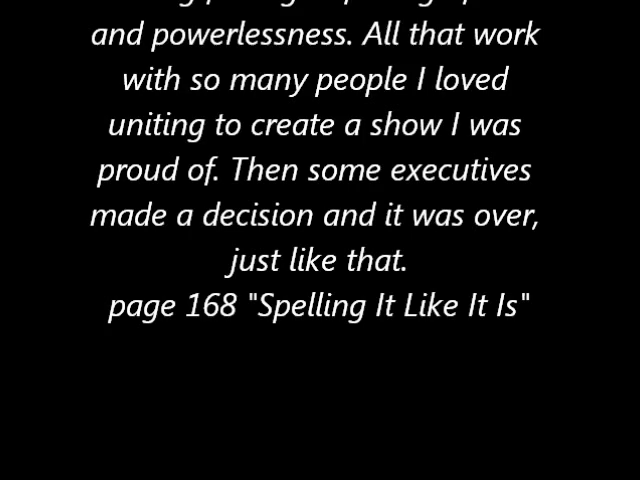 and powerlessness. All that work
with so many people I loved
uniting to create a show I was
proud of. Then some executives
made a decision and it was over,
just like that.
page 168 "Spelling It Like It Is"